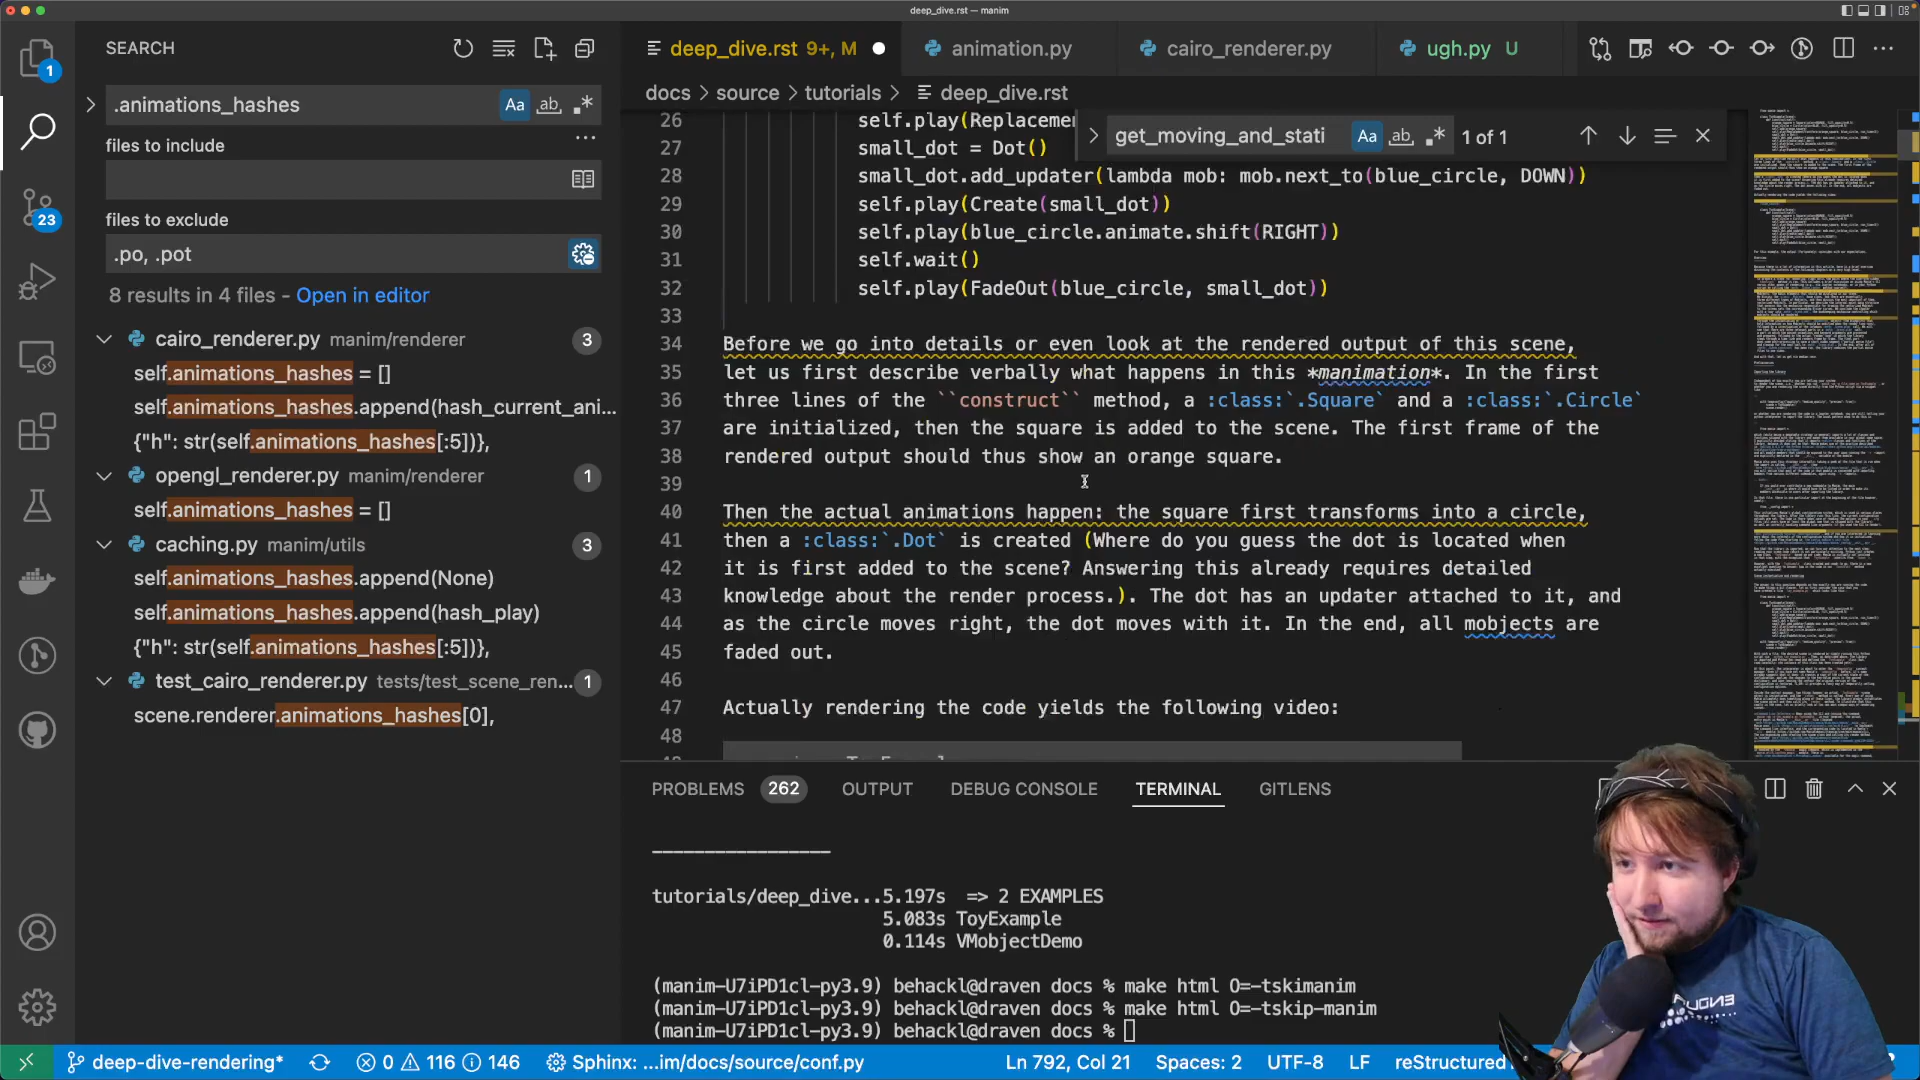 deep_dive.rst — manim
SEARCH
deep_dive.rst 9+, M
animation.py
cairo_renderer.py
ugh.py U
1
.animations_hashes
Aa ab .*
docs > source > tutorials > deep_dive.rst
files to include
get_moving_and_stati
Aa ab .*
1 of 1
files to exclude
.po, .pot
23
8 results in 4 files - Open in editor
cairo_renderer.py manim/renderer 3
self.animations_hashes = []
self.animations_hashes.append(hash_current_ani...
{"h": str(self.animations_hashes[:5])},
opengl_renderer.py manim/renderer 1
self.animations_hashes = []
caching.py manim/utils 3
self.animations_hashes.append(None)
self.animations_hashes.append(hash_play)
{"h": str(self.animations_hashes[:5])},
test_cairo_renderer.py tests/test_scene_ren... 1
scene.renderer.animations_hashes[0],
26 self.play(Replacemen
27 small_dot = Dot()
28 small_dot.add_updater(lambda mob: mob.next_to(blue_circle, DOWN))
29 self.play(Create(small_dot))
30 self.play(blue_circle.animate.shift(RIGHT))
31 self.wait()
32 self.play(FadeOut(blue_circle, small_dot))
33
34 Before we go into details or even look at the rendered output of this scene,
35 let us first describe verbally what happens in this *manimation*. In the first
36 three lines of the ``construct`` method, a :class:`.Square` and a :class:`.Circle`
37 are initialized, then the square is added to the scene. The first frame of the
38 rendered output should thus show an orange square.
39
40 Then the actual animations happen: the square first transforms into a circle,
41 then a :class:`.Dot` is created (Where do you guess the dot is located when
42 it is first added to the scene? Answering this already requires detailed
43 knowledge about the render process.). The dot has an updater attached to it, and
44 as the circle moves right, the dot moves with it. In the end, all mobjects are
45 faded out.
46
47 Actually rendering the code yields the following video:
48
PROBLEMS 262 OUTPUT DEBUG CONSOLE TERMINAL GITLENS
tutorials/deep_dive...5.197s => 2 EXAMPLES
5.083s ToyExample
0.114s VMobjectDemo
(manim-U7iPD1cl-py3.9) behackl@draven docs % make html O=-tskimanim
(manim-U7iPD1cl-py3.9) behackl@draven docs % make html O=-tskip-manim
(manim-U7iPD1cl-py3.9) behackl@draven docs %
deep-dive-rendering* 0 116 146 Sphinx: ...im/docs/source/conf.py Ln 792, Col 21 Spaces: 2 UTF-8 LF reStructured